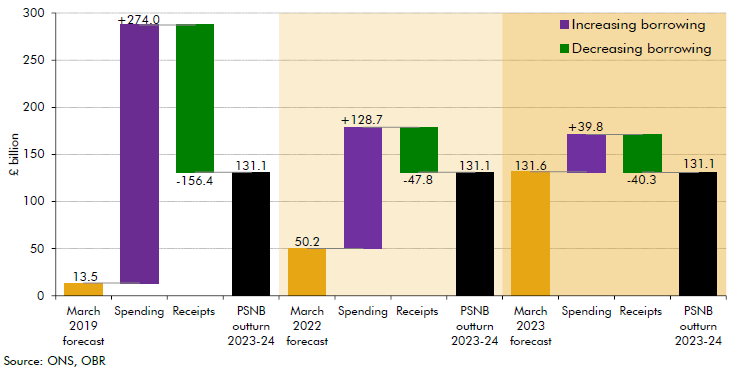 £ billion
300
250
200
150
100
50
0
Increasing borrowing
Decreasing borrowing
13.5
+274.0
-156.4
131.1
50.2
+128.7
-47.8
131.1
131.6
+39.8
-40.3
131.1
March 2019 forecast
Spending
Receipts
PSNB outturn 2023-24
March 2022 forecast
Spending
Receipts
PSNB outturn 2023-24
March 2023 forecast
Spending
Receipts
PSNB outturn 2023-24
Source: ONS, OBR